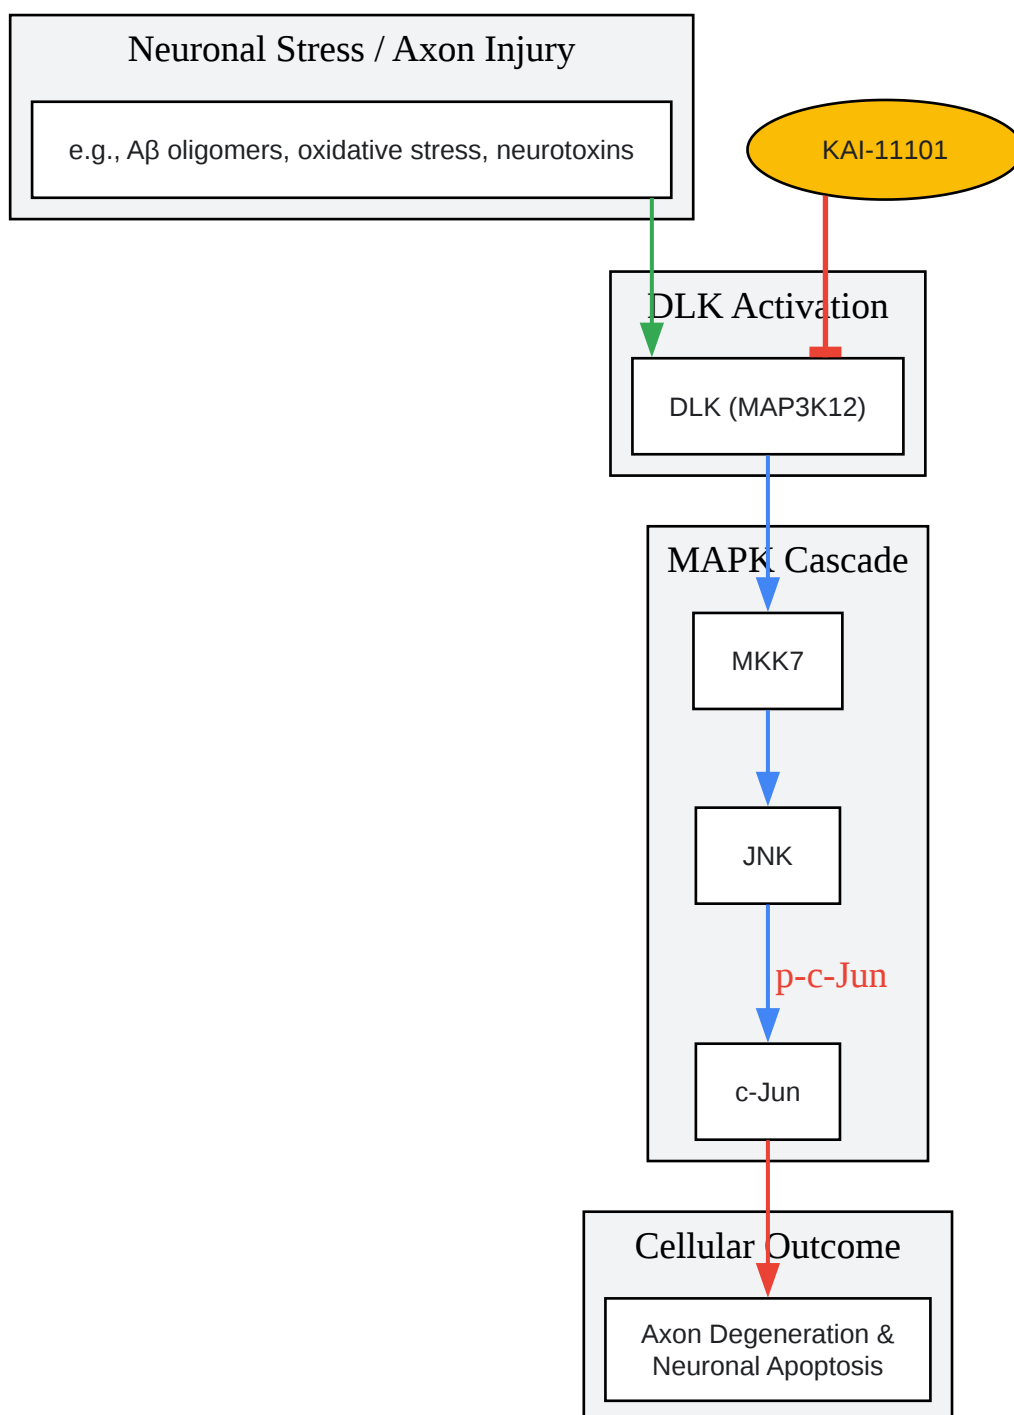 Neuronal Stress / Axon Injury
e.g., Aβ oligomers, oxidative stress, neurotoxins
KAI-11101
DLK Activation
DLK (MAP3K12)
MAPK Cascade
MKK7
JNK
p-c-Jun
c-Jun
Cellular Outcome
Axon Degeneration &
Neuronal Apoptosis